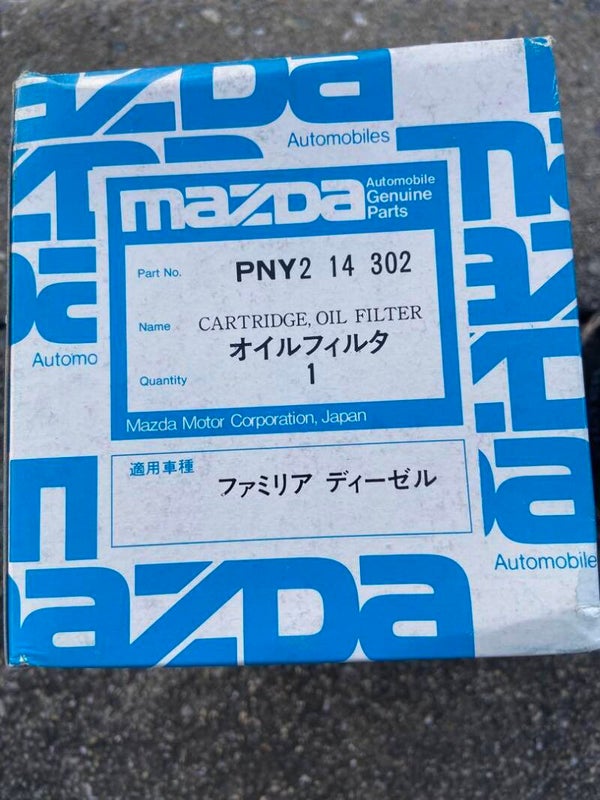 mazda
Automobiles
mazda Automobile Genuine Parts
Part No. PNY2 14 302
Name CARTRIDGE, OIL FILTER
オイルフィルタ
Quantity 1
Mazda Motor Corporation, Japan
Automo
適用車種
ファミリア ディーゼル
Automobile
mazda